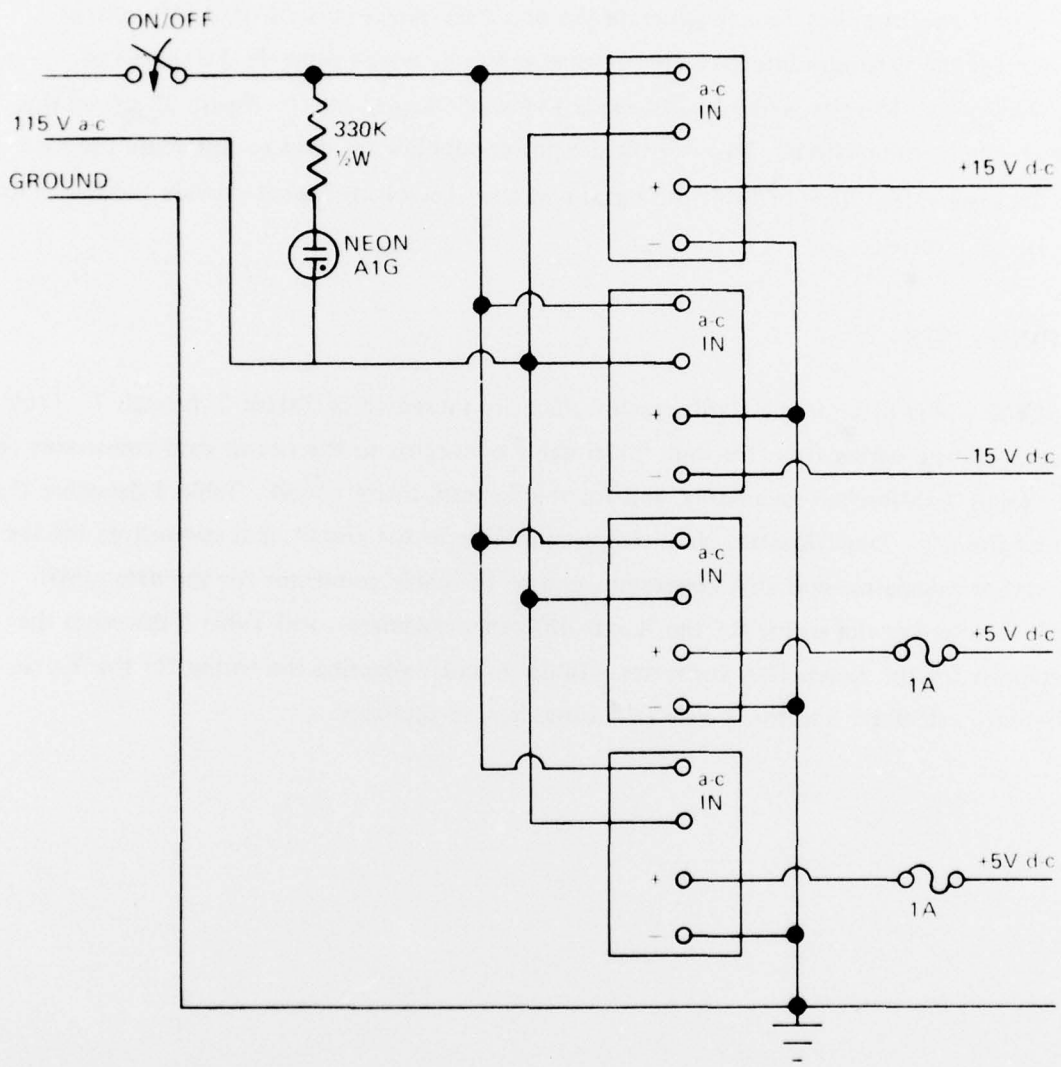 ON/OFF
115 V a-c
GROUND
330K
½W
NEON
A1G
a-c
IN
+
−
+15 V d-c
a-c
IN
+
−
−15 V d-c
a-c
IN
+
−
1A
+5 V d-c
a-c
IN
+
−
1A
+5V d-c